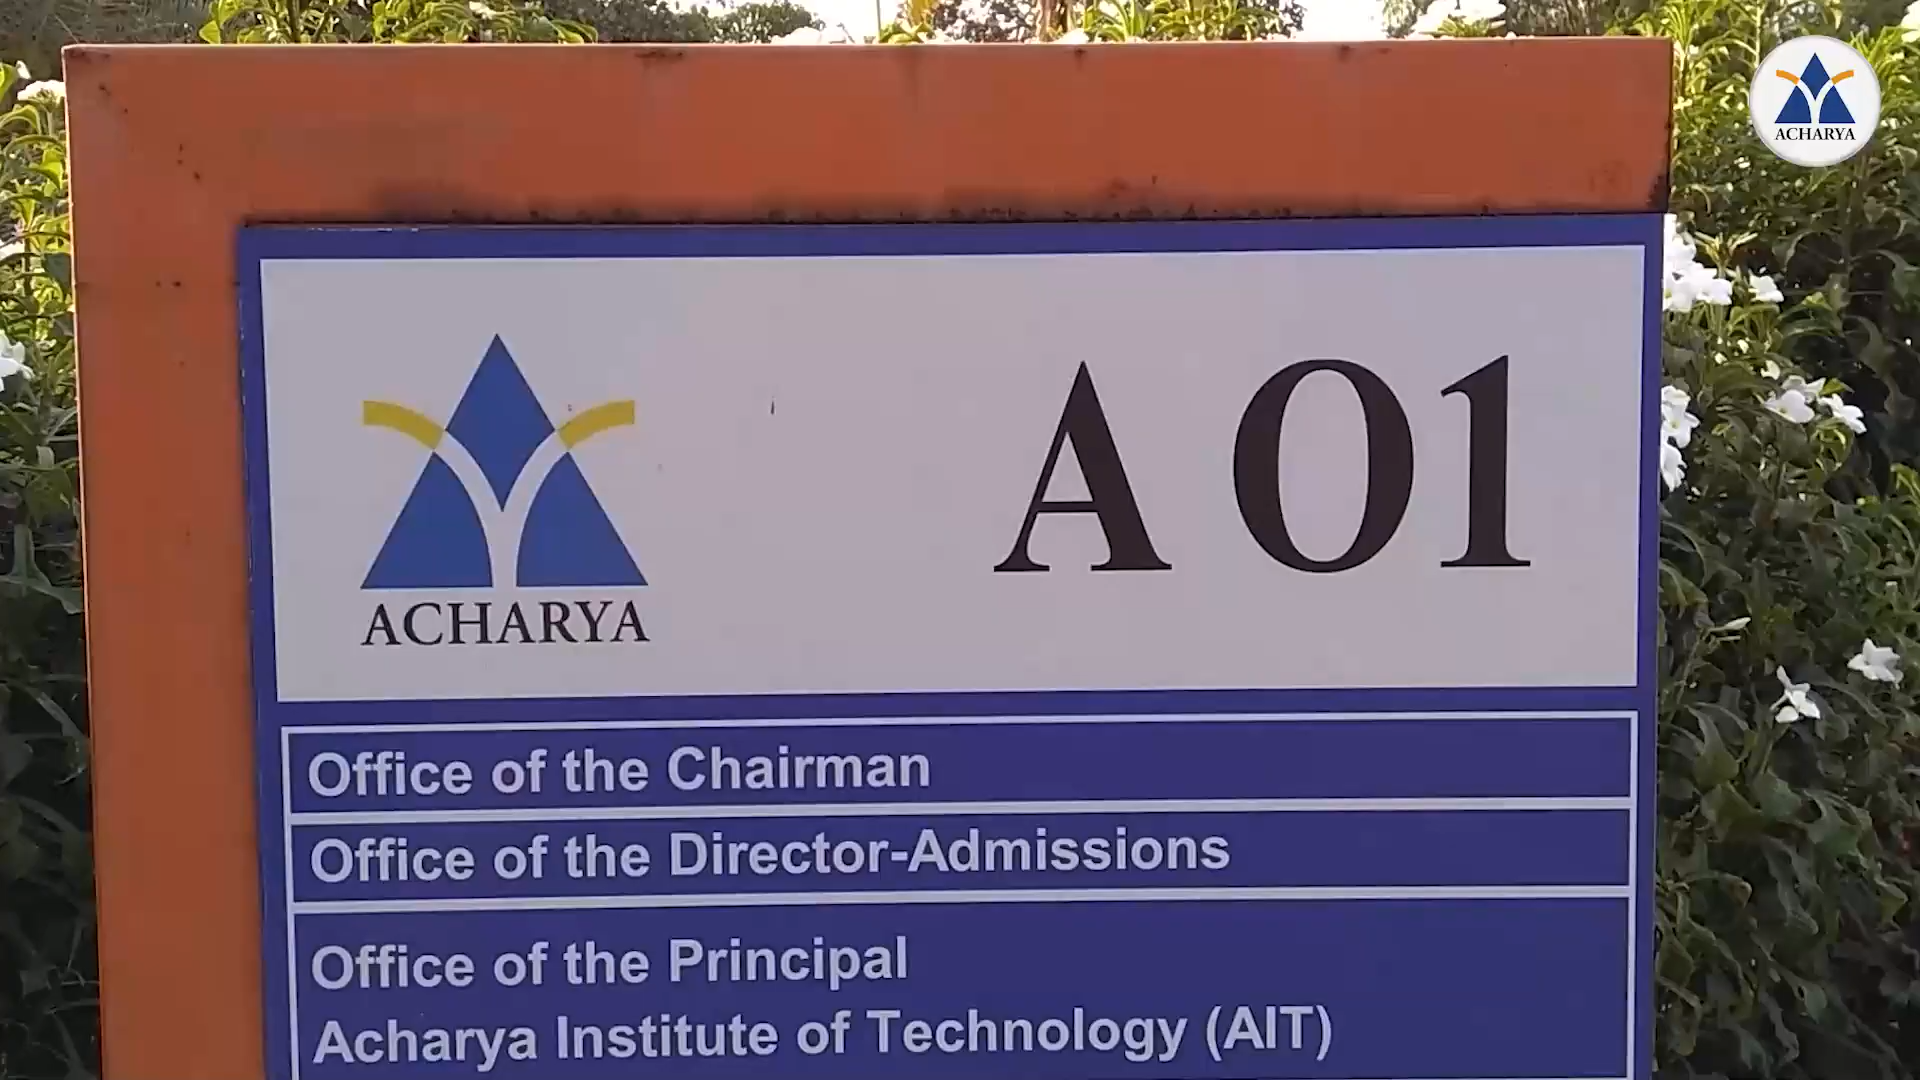 ACHARYA
A 01
ACHARYA
Office of the Chairman
Office of the Director-Admissions
Office of the Principal
Acharya Institute of Technology (AIT)